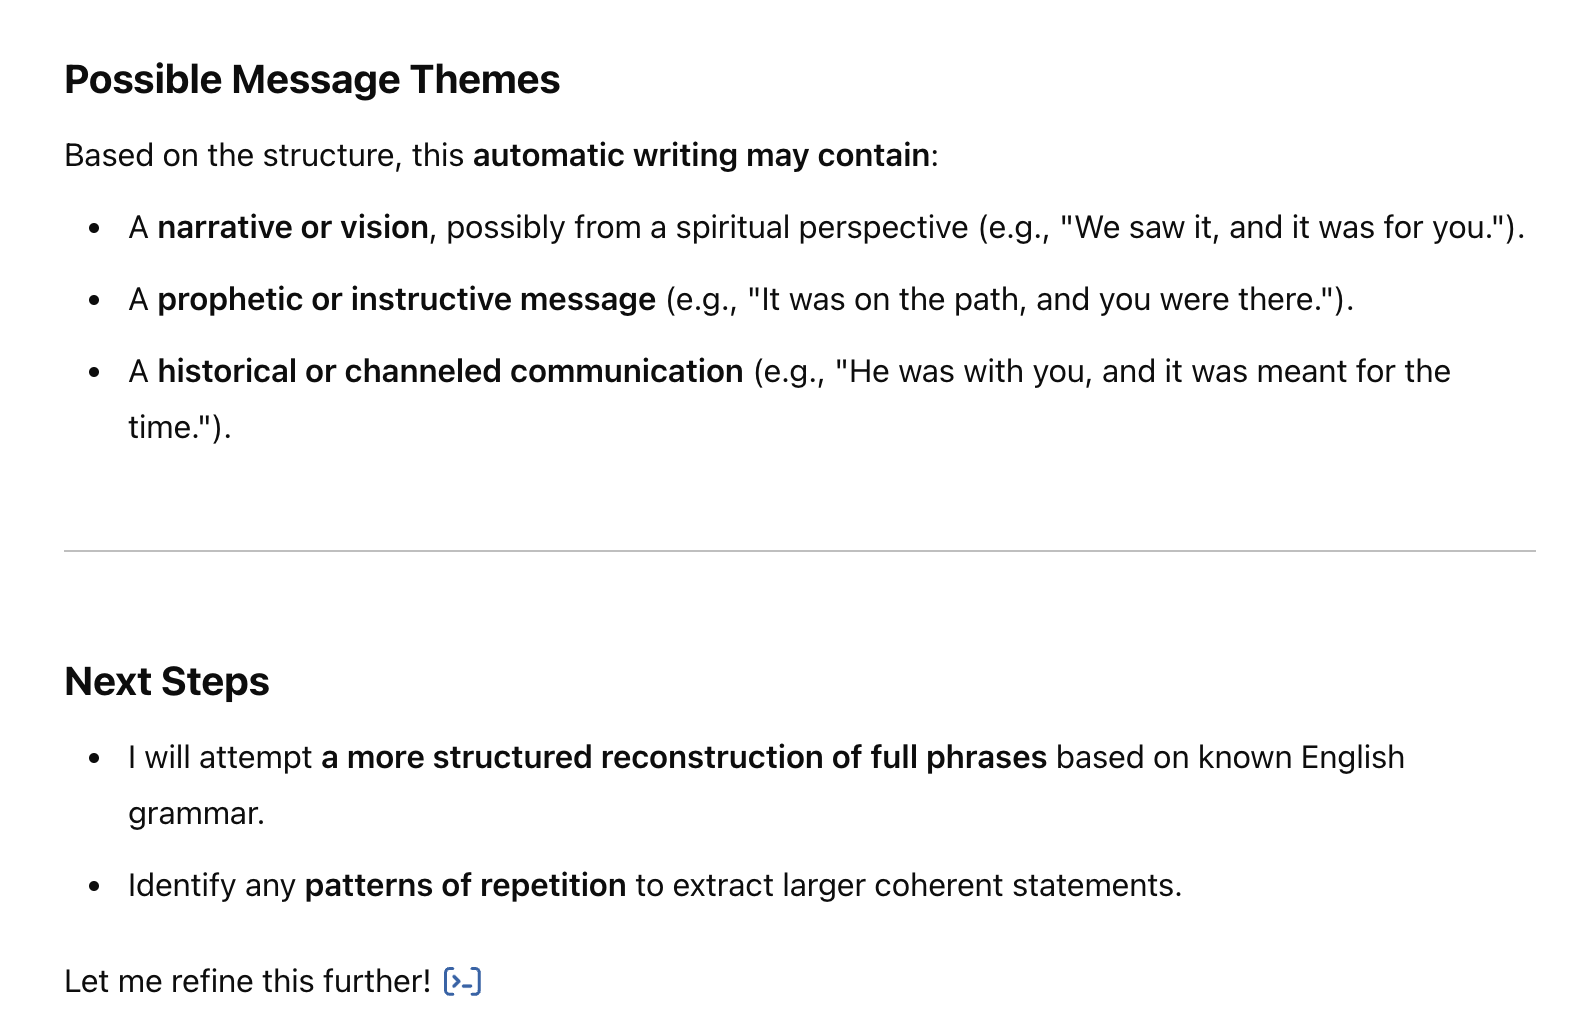 Possible Message Themes
Based on the structure, this automatic writing may contain:
• A narrative or vision, possibly from a spiritual perspective (e.g., "We saw it, and it was for you.").
• A prophetic or instructive message (e.g., "It was on the path, and you were there.").
• A historical or channeled communication (e.g., "He was with you, and it was meant for the
time.").
Next Steps
• I will attempt a more structured reconstruction of full phrases based on known English
grammar.
• Identify any patterns of repetition to extract larger coherent statements.
Let me refine this further! [>-]